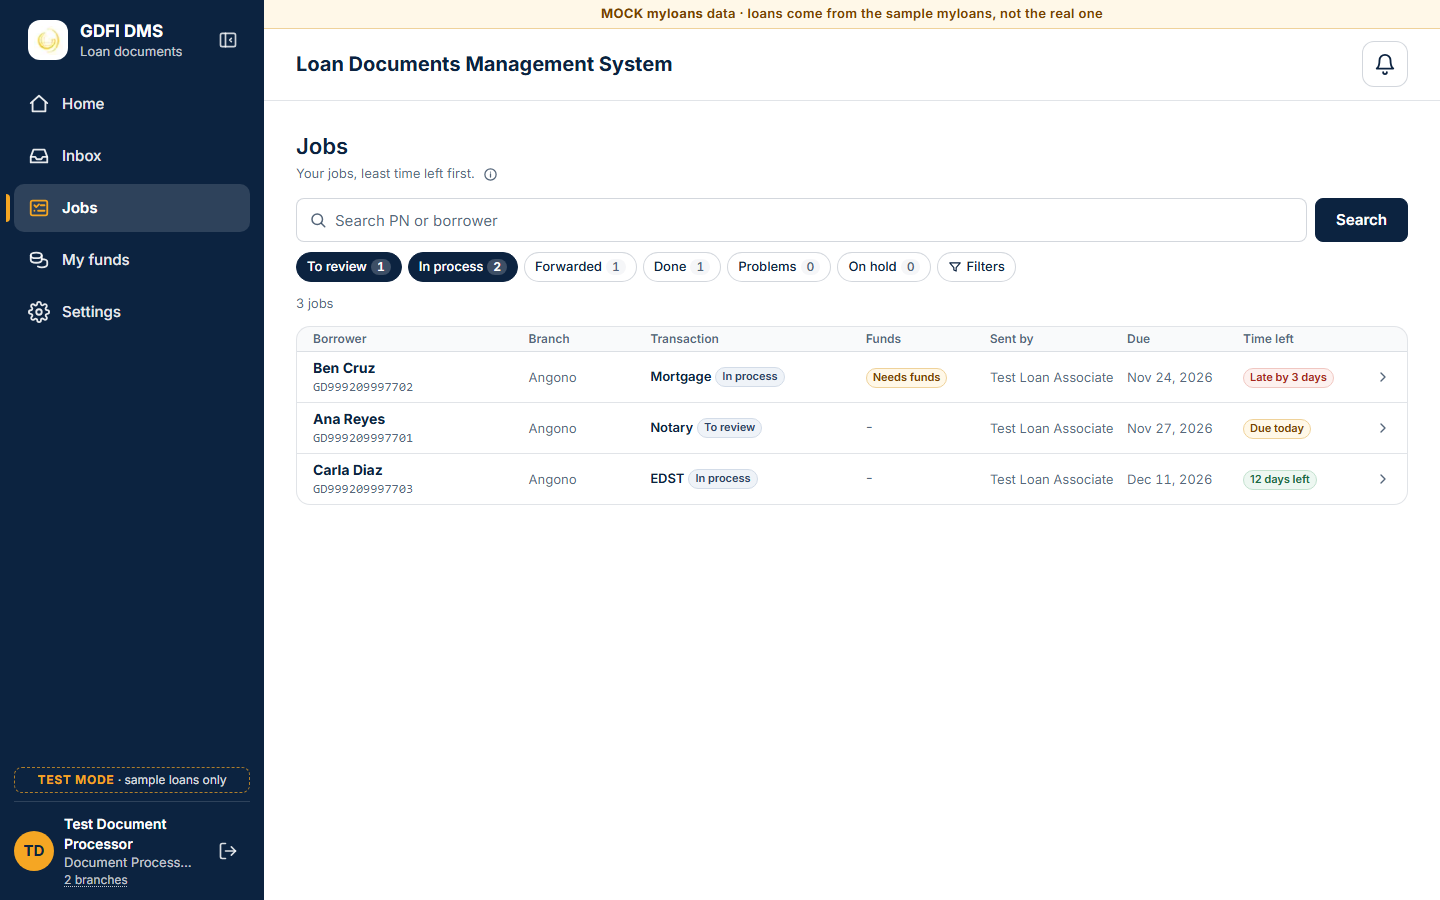 MOCK myloans data · loans come from the sample myloans, not the real one
GDFI DMS
Loan documents
Home
Inbox
Jobs
My funds
Settings
TEST MODE · sample loans only
TD
Test Document
Processor
Document Process...
2 branches
Loan Documents Management System
Jobs
Your jobs, least time left first.
Search PN or borrower
Search
To review 1 In process 2 Forwarded 1 Done 1 Problems 0 On hold 0 Filters
3 jobs
Borrower Branch Transaction Funds Sent by Due Time left
Ben Cruz
GD999209997702
Angono Mortgage In process Needs funds Test Loan Associate Nov 24, 2026 Late by 3 days
Ana Reyes
GD999209997701
Angono Notary To review - Test Loan Associate Nov 27, 2026 Due today
Carla Diaz
GD999209997703
Angono EDST In process - Test Loan Associate Dec 11, 2026 12 days left